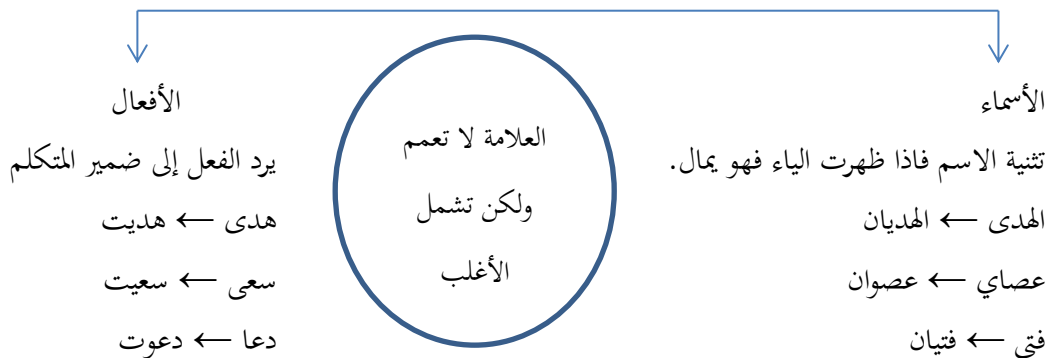 الأسماء
تثنية الاسم فاذا ظهرت الياء فهو يمال.
الهدى ← الهديان
عصاي ← عصوان
فتى ← فتيان
العلامة لا تعمم
ولكن تشمل
الأغلب
الأفعال
يرد الفعل إلى ضمير المتكلم
هدى ← هديت
سعى ← سعيت
دعا ← دعوت